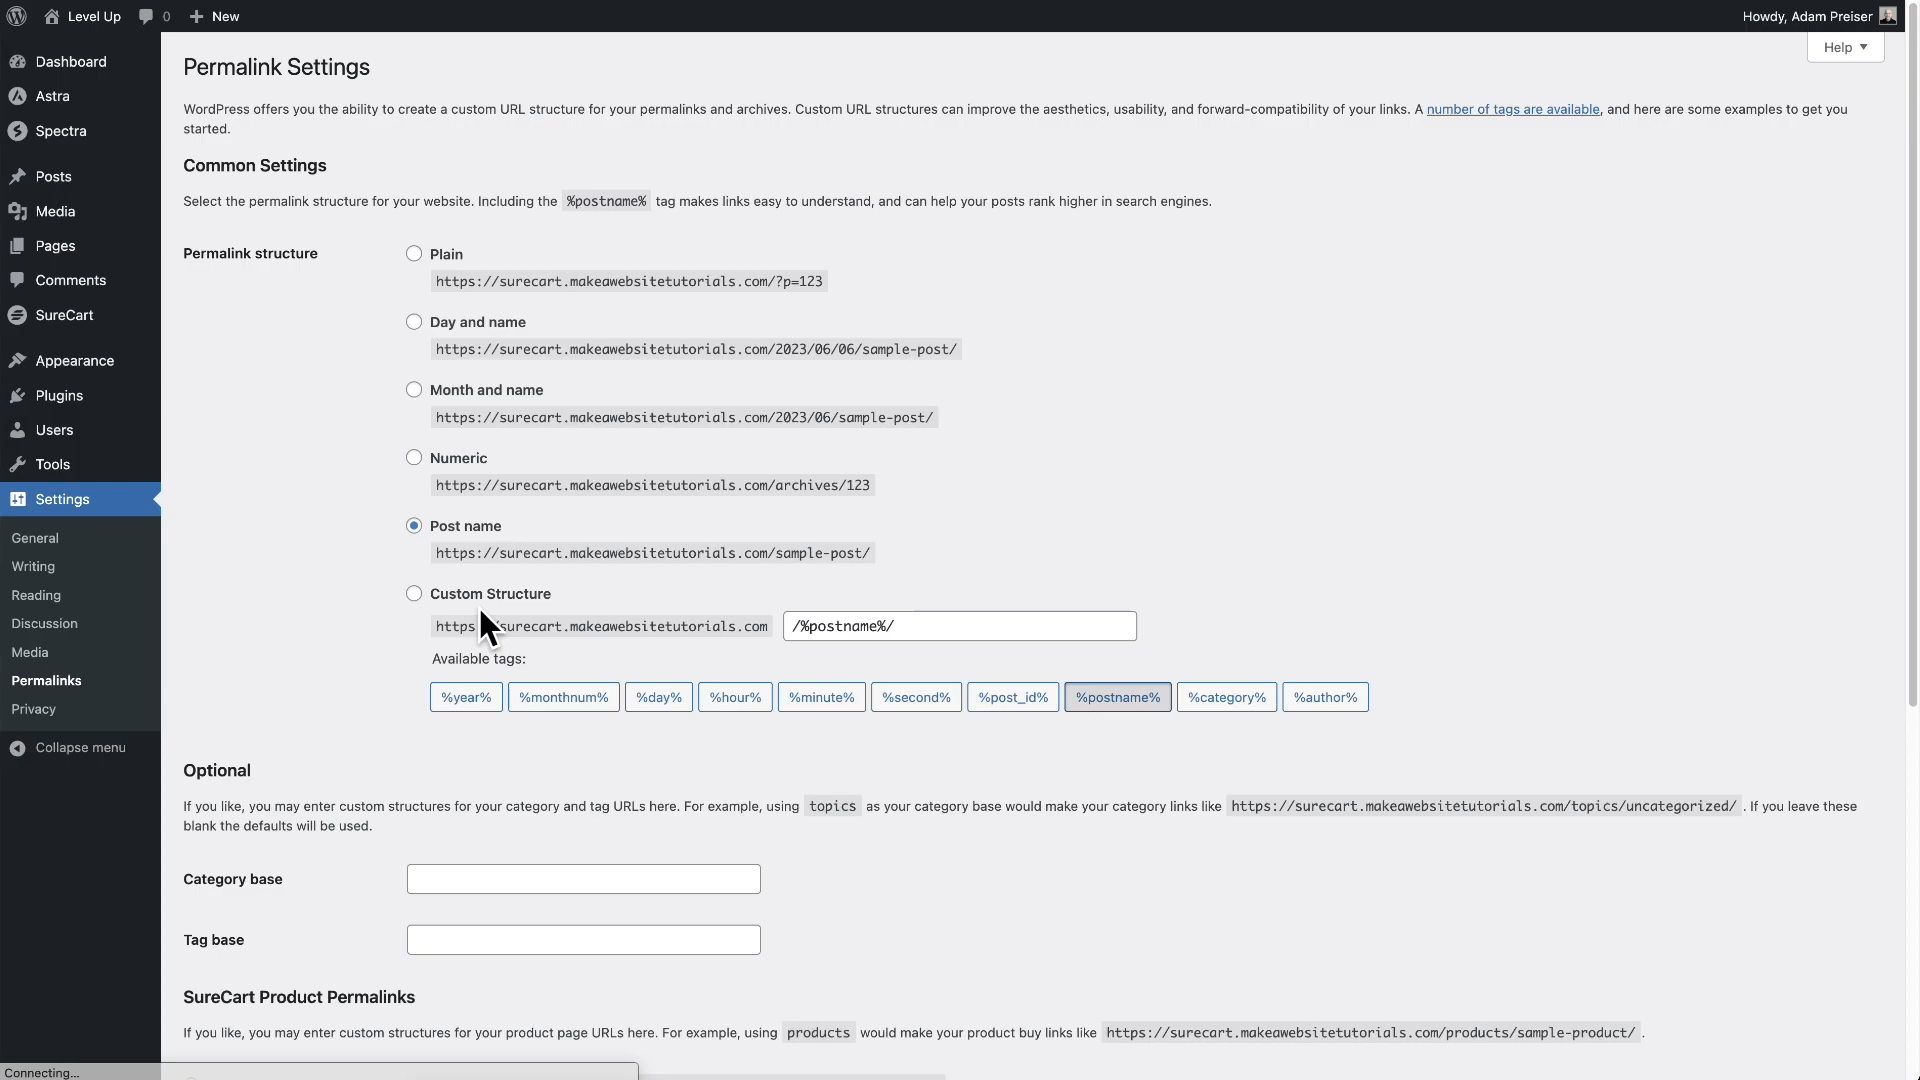 Level Up
0
New
Howdy, Adam Preiser
Help
Dashboard
Astra
Spectra
Posts
Media
Pages
Comments
SureCart
Appearance
Plugins
Users
Tools
Settings
General
Writing
Reading
Discussion
Media
Permalinks
Privacy
Collapse menu
Permalink Settings
WordPress offers you the ability to create a custom URL structure for your permalinks and archives. Custom URL structures can improve the aesthetics, usability, and forward-compatibility of your links. A number of tags are available, and here are some examples to get you
started.
Common Settings
Select the permalink structure for your website. Including the %postname% tag makes links easy to understand, and can help your posts rank higher in search engines.
Permalink structure
Plain
https://surecart.makeawebsitetutorials.com/?p=123
Day and name
https://surecart.makeawebsitetutorials.com/2023/06/06/sample-post/
Month and name
https://surecart.makeawebsitetutorials.com/2023/06/sample-post/
Numeric
https://surecart.makeawebsitetutorials.com/archives/123
Post name
https://surecart.makeawebsitetutorials.com/sample-post/
Custom Structure
https://surecart.makeawebsitetutorials.com /%postname%/
Available tags:
%year% %monthnum% %day% %hour% %minute% %second% %post_id% %postname% %category% %author%
Optional
If you like, you may enter custom structures for your category and tag URLs here. For example, using topics as your category base would make your category links like https://surecart.makeawebsitetutorials.com/topics/uncategorized/ . If you leave these
blank the defaults will be used.
Category base
Tag base
SureCart Product Permalinks
If you like, you may enter custom structures for your product page URLs here. For example, using products would make your product buy links like https://surecart.makeawebsitetutorials.com/products/sample-product/ .
Connecting...